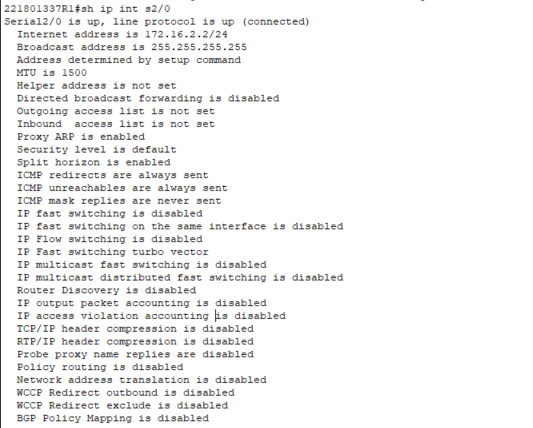 221801337R1#sh ip int s2/0
Serial2/0 is up, line protocol is up (connected)
Internet address is 172.16.2.2/24
Broadcast address is 255.255.255.255
Address determined by setup command
MTU is 1500
Helper address is not set
Directed broadcast forwarding is disabled
Outgoing access list is not set
Inbound  access list is not set
Proxy ARP is enabled
Security level is default
Split horizon is enabled
ICMP redirects are always sent
ICMP unreachables are always sent
ICMP mask replies are never sent
IP fast switching is disabled
IP fast switching on the same interface is disabled
IP Flow switching is disabled
IP Fast switching turbo vector
IP multicast fast switching is disabled
IP multicast distributed fast switching is disabled
Router Discovery is disabled
IP output packet accounting is disabled
IP access violation accounting is disabled
TCP/IP header compression is disabled
RTP/IP header compression is disabled
Probe proxy name replies are disabled
Policy routing is disabled
Network address translation is disabled
WCCP Redirect outbound is disabled
WCCP Redirect exclude is disabled
BGP Policy Mapping is disabled